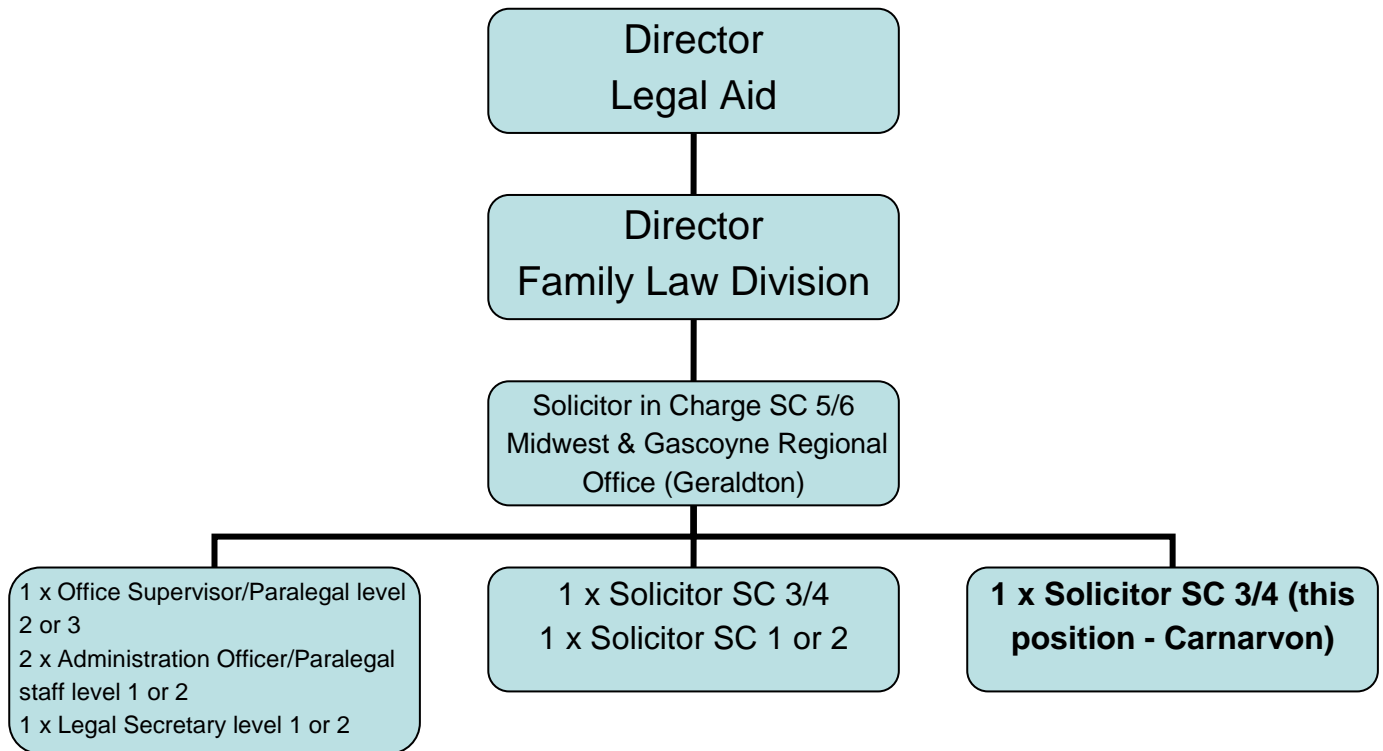 Director
Legal Aid
Director
Family Law Division
Solicitor in Charge SC 5/6
Midwest & Gascoyne Regional
Office (Geraldton)
1 x Office Supervisor/Paralegal level
2 or 3
2 x Administration Officer/Paralegal
staff level 1 or 2
1 x Legal Secretary level 1 or 2
1 x Solicitor SC 3/4
1 x Solicitor SC 1 or 2
1 x Solicitor SC 3/4 (this
position - Carnarvon)